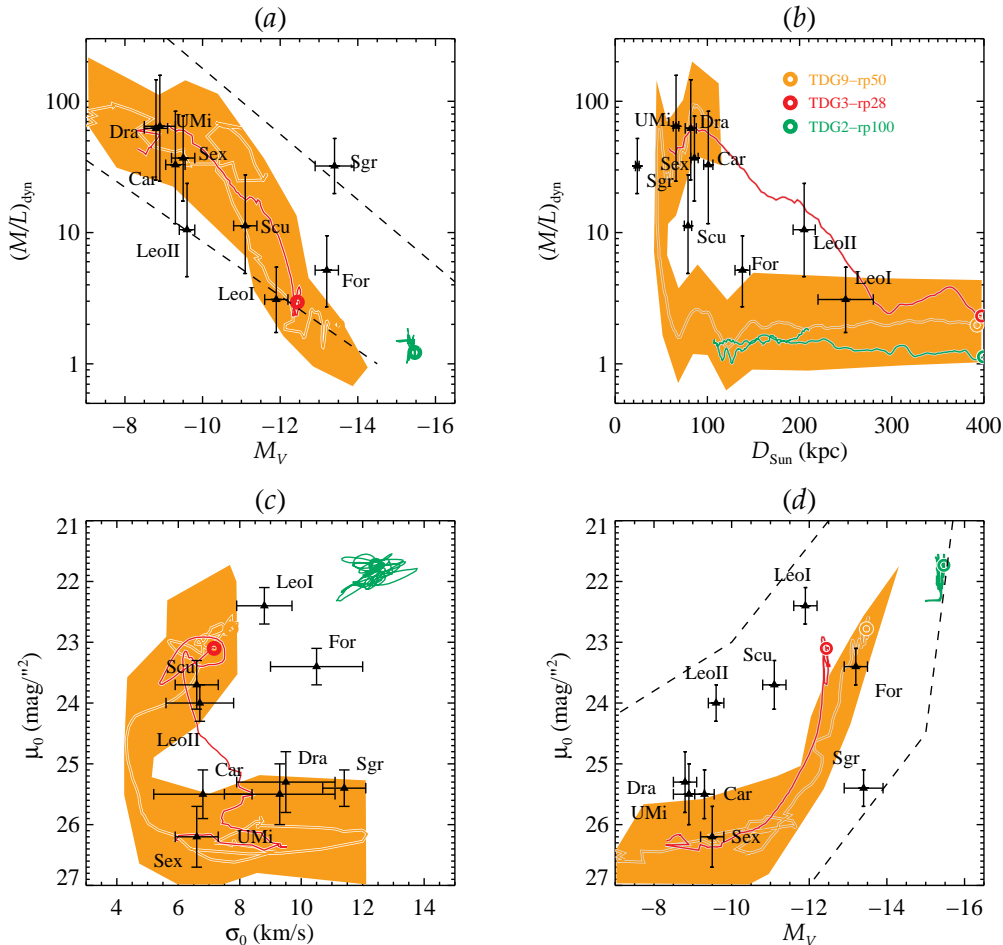 (a)
(b)
100
10
1
(M/L)dyn
Dra
UMi
Sex
Car
LeoII
Scu
LeoI
For
Sgr
−8
−10
−12
−14
−16
M_V
100
10
1
(M/L)dyn
TDG9−rp50
TDG3−rp28
TDG2−rp100
UMi
Dra
Sex
Car
Sgr
Scu
For
LeoII
LeoI
0
100
200
300
400
D_Sun (kpc)
(c)
(d)
21
22
23
24
25
26
27
μ₀ (mag/"²)
LeoI
For
Scu
LeoII
Car
Dra
Sgr
UMi
Sex
4
6
8
10
12
14
σ₀ (km/s)
21
22
23
24
25
26
27
μ₀ (mag/"²)
LeoI
Scu
LeoII
For
Sgr
Dra
UMi
Car
Sex
−8
−10
−12
−14
−16
M_V